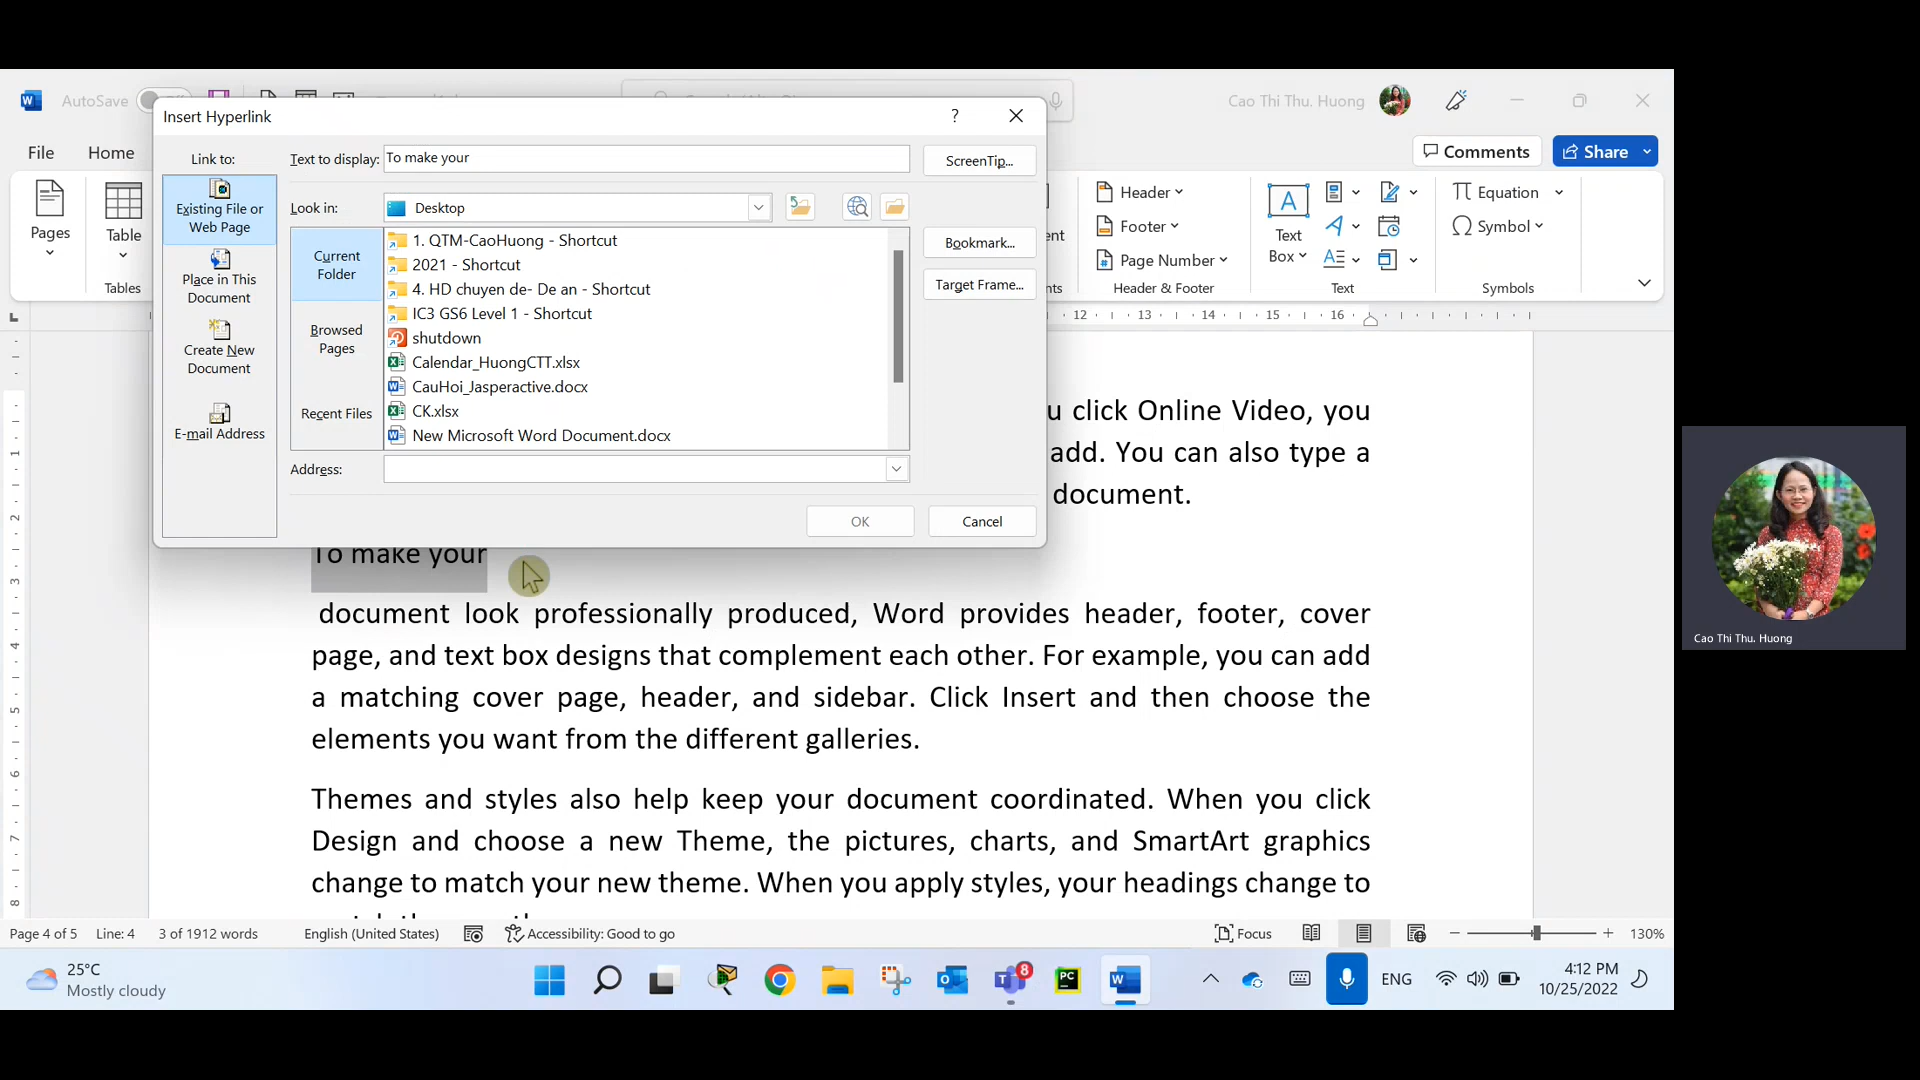 AutoSave
Cao Thi Thu. Huong
Insert Hyperlink
?
File
Home
Comments
Share
Link to:
Text to display:
To make your
ScreenTip...
Existing File or
Web Page
Look in:
Desktop
Current
Folder
1. QTM-CaoHuong - Shortcut
2021 - Shortcut
4. HD chuyen de- De an - Shortcut
IC3 GS6 Level 1 - Shortcut
shutdown
Calendar_HuongCTT.xlsx
CauHoi_Jasperactive.docx
CK.xlsx
New Microsoft Word Document.docx
Bookmark...
Target Frame...
Place in This
Document
Browsed
Pages
Create New
Document
Recent Files
E-mail Address
Address:
OK
Cancel
Pages
Table
Tables
Header
Footer
Page Number
Header & Footer
Text
Box
Text
Equation
Symbol
Symbols
12 13 14 15 16
click Online Video, you
add. You can also type a
document.
To make your
document look professionally produced, Word provides header, footer, cover
page, and text box designs that complement each other. For example, you can add
a matching cover page, header, and sidebar. Click Insert and then choose the
elements you want from the different galleries.
Themes and styles also help keep your document coordinated. When you click
Design and choose a new Theme, the pictures, charts, and SmartArt graphics
change to match your new theme. When you apply styles, your headings change to
1
2
3
4
5
6
7
8
Cao Thi Thu. Huong
Page 4 of 5
Line: 4
3 of 1912 words
English (United States)
Accessibility: Good to go
Focus
130%
25°C
Mostly cloudy
8
PC
ENG
4:12 PM
10/25/2022